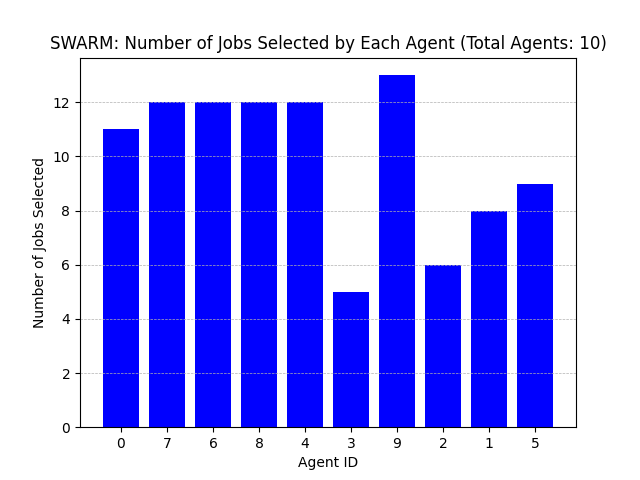 SWARM: Number of Jobs Selected by Each Agent (Total Agents: 10)
Number of Jobs Selected
12
10
8
6
4
2
0
0 7 6 8 4 3 9 2 1 5
Agent ID